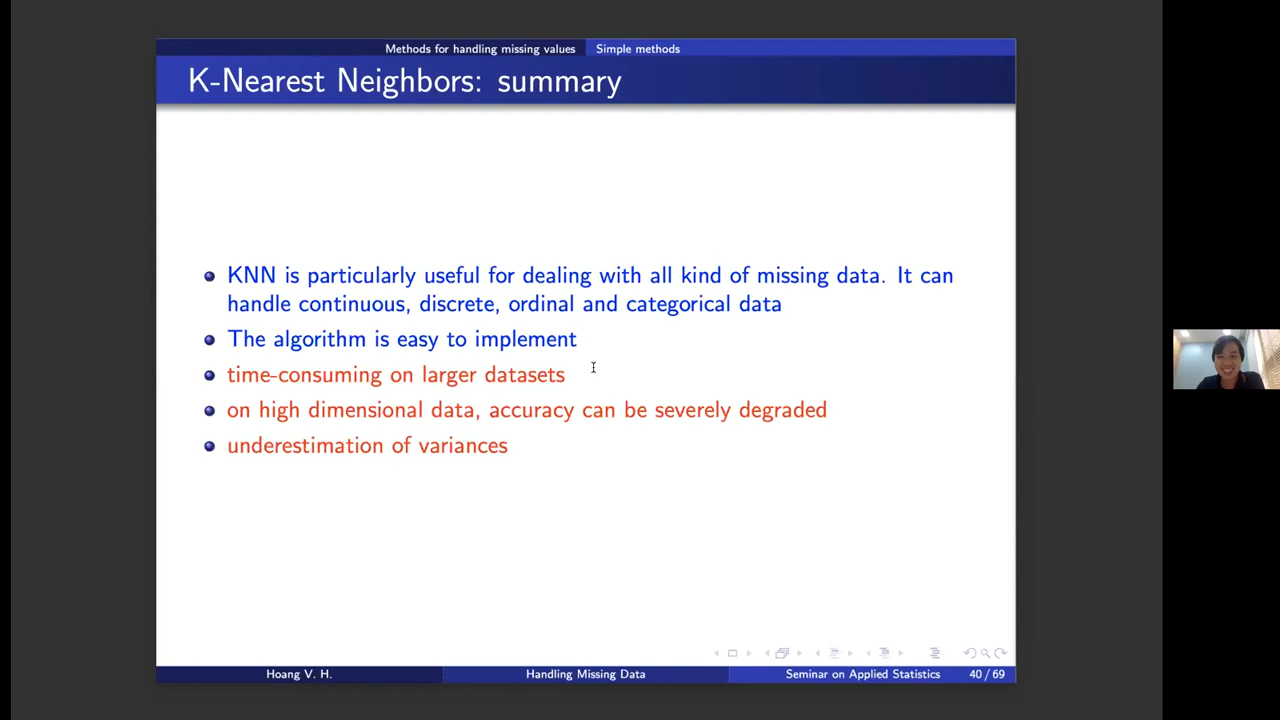 Methods for handling missing values Simple methods
K-Nearest Neighbors: summary
KNN is particularly useful for dealing with all kind of missing data. It can
handle continuous, discrete, ordinal and categorical data
The algorithm is easy to implement
time-consuming on larger datasets
on high dimensional data, accuracy can be severely degraded
underestimation of variances
Hoang V. H. Handling Missing Data Seminar on Applied Statistics 40 / 69